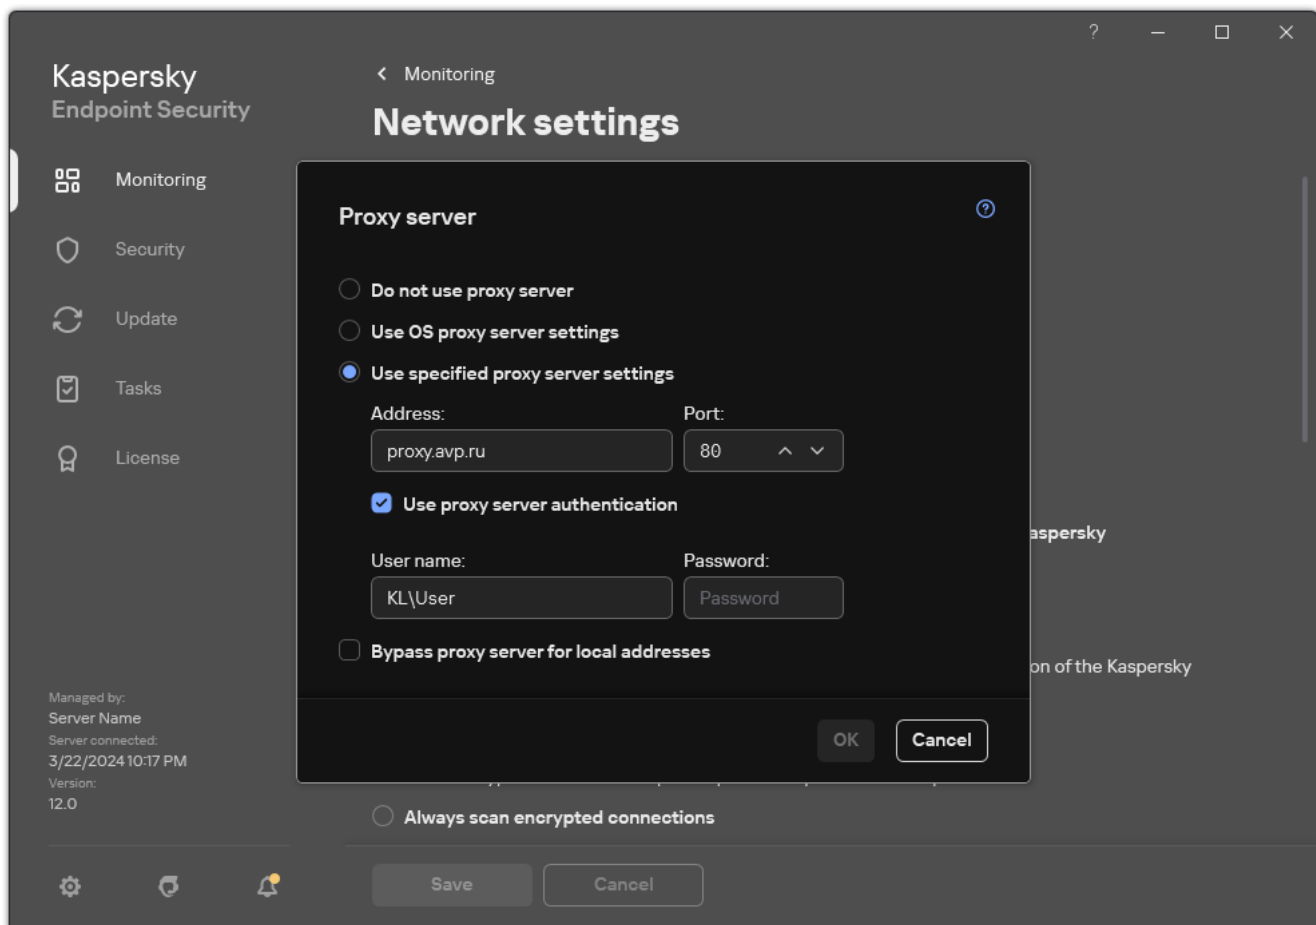 ?
Kaspersky
Endpoint Security
Monitoring
Security
Update
Tasks
License
Managed by:
Server Name
Server connected:
3/22/2024 10:17 PM
Version:
12.0
Monitoring
Network settings
Proxy server
?
Do not use proxy server
Use OS proxy server settings
Use specified proxy server settings
Address: Port:
proxy.avp.ru 80
Use proxy server authentication
User name: Password:
KL\User Password
Bypass proxy server for local addresses
OK Cancel
aspersky
on of the Kaspersky
Always scan encrypted connections
Save Cancel